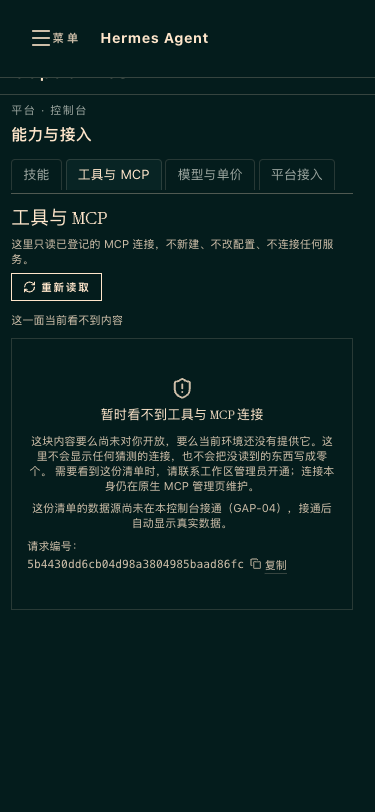 菜单
Hermes Agent
平台 · 控制台
能力与接入
技能
工具与 MCP
模型与单价
平台接入
工具与 MCP
这里只读已登记的 MCP 连接，不新建、不改配置、不连接任何服
务。
重新读取
这一面当前看不到内容
暂时看不到工具与 MCP 连接
这块内容要么尚未对你开放，要么当前环境还没有提供它。这
里不会显示任何猜测的连接，也不会把没读到的东西写成零
个。 需要看到这份清单时，请联系工作区管理员开通；连接本
身仍在原生 MCP 管理页维护。
这份清单的数据源尚未在本控制台接通（GAP-04），接通后
自动显示真实数据。
请求编号：
5b4430dd6cb04d98a3804985baad86fc 复制